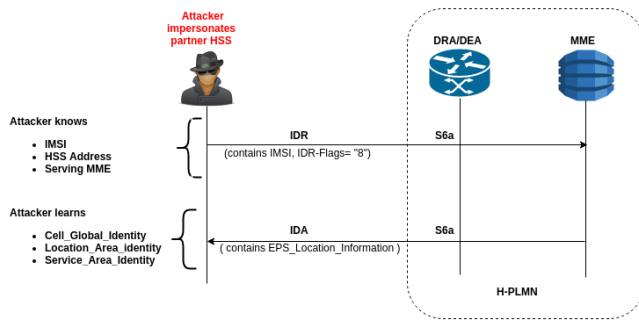 Attacker
impersonates
partner HSS
DRA/DEA
MME
Attacker knows
IMSI
HSS Address
Serving MME
IDR
S6a
(contains IMSI, IDR-Flags= "8")
Attacker learns
Cell_Global_Identity
Location_Area_identity
Service_Area_Identity
IDA
S6a
( contains EPS_Location_Information )
H-PLMN